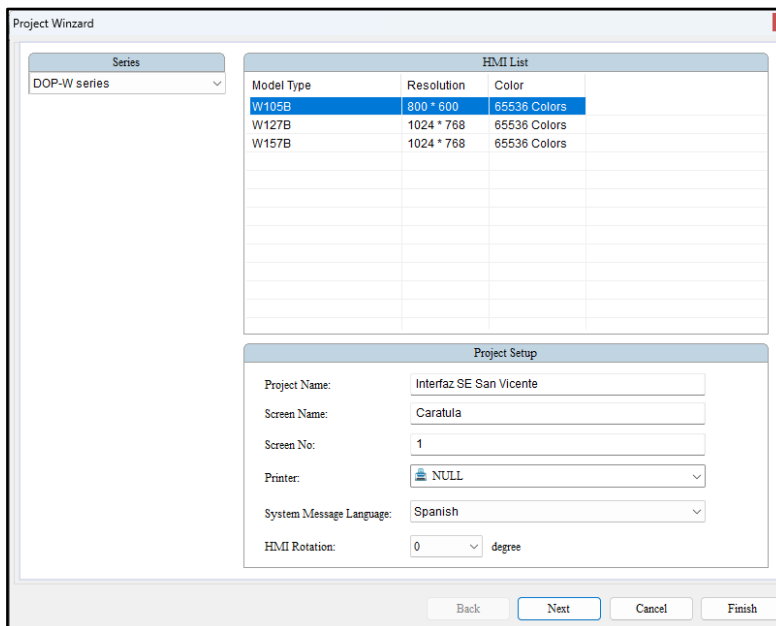 Project Winzard
Series
DOP-W series
HMI List
Model Type Resolution Color
W105B 800 * 600 65536 Colors
W127B 1024 * 768 65536 Colors
W157B 1024 * 768 65536 Colors
Project Setup
Project Name: Interfaz SE San Vicente
Screen Name: Caratula
Screen No: 1
Printer: NULL
System Message Language: Spanish
HMI Rotation: 0 degree
Back Next Cancel Finish